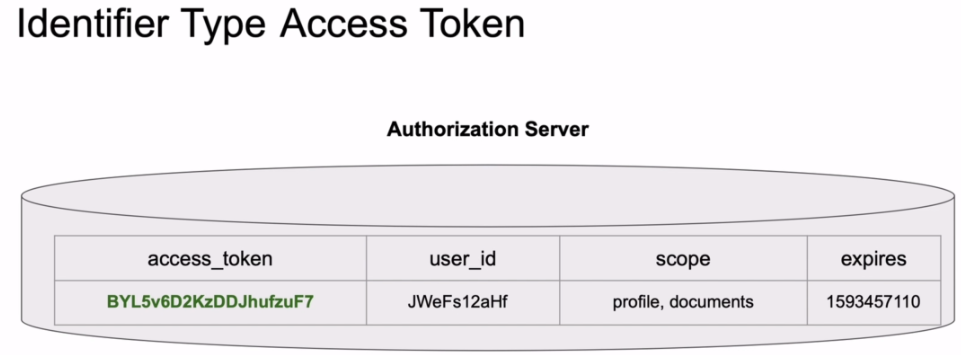 Identifier Type Access Token
Authorization Server
access_token user_id scope expires
BYL5v6D2KzDDJhufzuF7 JWeFs12aHf profile, documents 1593457110